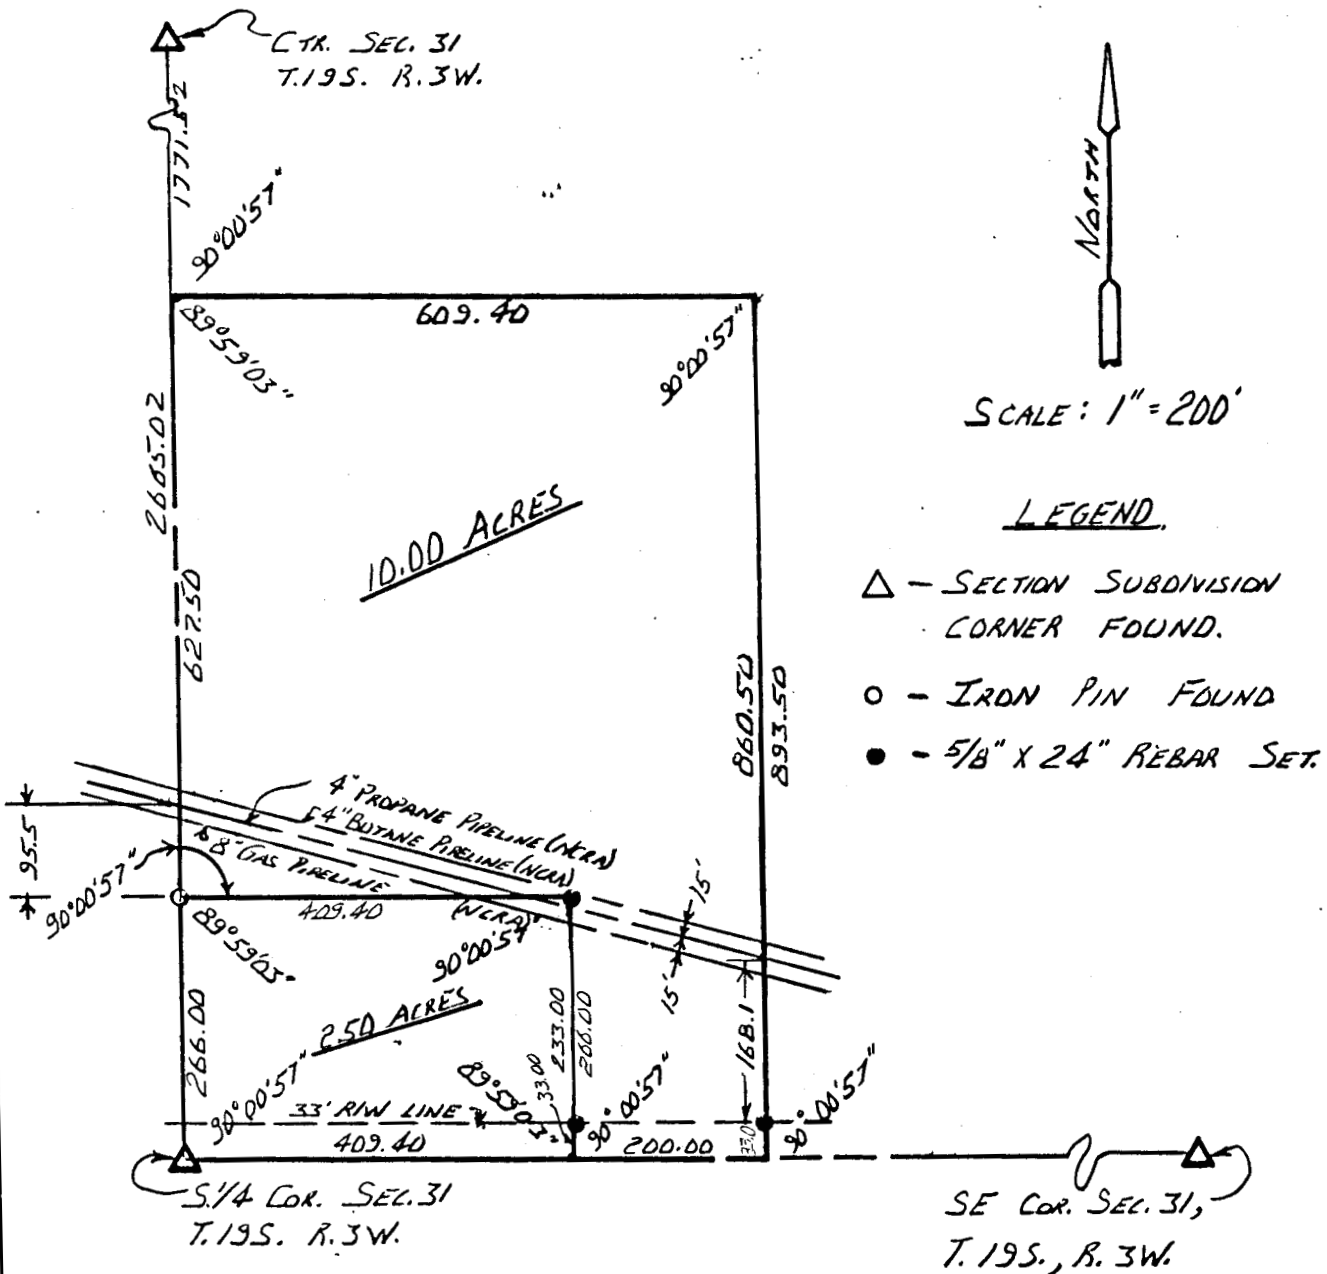 CTR. SEC. 31
T.19S. R.3W.
1771.52
90°00'57"
NORTH
609.40
89°59'03"
90°00'57"
SCALE: 1"=200'
2665.02
LEGEND
10.00 ACRES
△ - SECTION SUBDIVISION
CORNER FOUND.
627.50
860.50
893.50
○ - IRON PIN FOUND
● - 5/8" X 24" REBAR SET.
4" PROPANE PIPELINE (NCRA)
4" BUTANE PIPELINE (NCRA)
8" GAS PIPELINE
(NCRA)
95.5
90°00'57"
409.40
15'
89°59'03"
90°00'57"
15'
266.00
2.50 ACRES
233.00
266.00
168.1
33.00
89°59'03"
90°00'57"
90°00'57"
90°00'57"
33' R/W LINE
409.40
200.00
33.0
S.1/4 COR. SEC. 31
T.19S. R.3W.
SE COR. SEC. 31,
T.19S., R.3W.